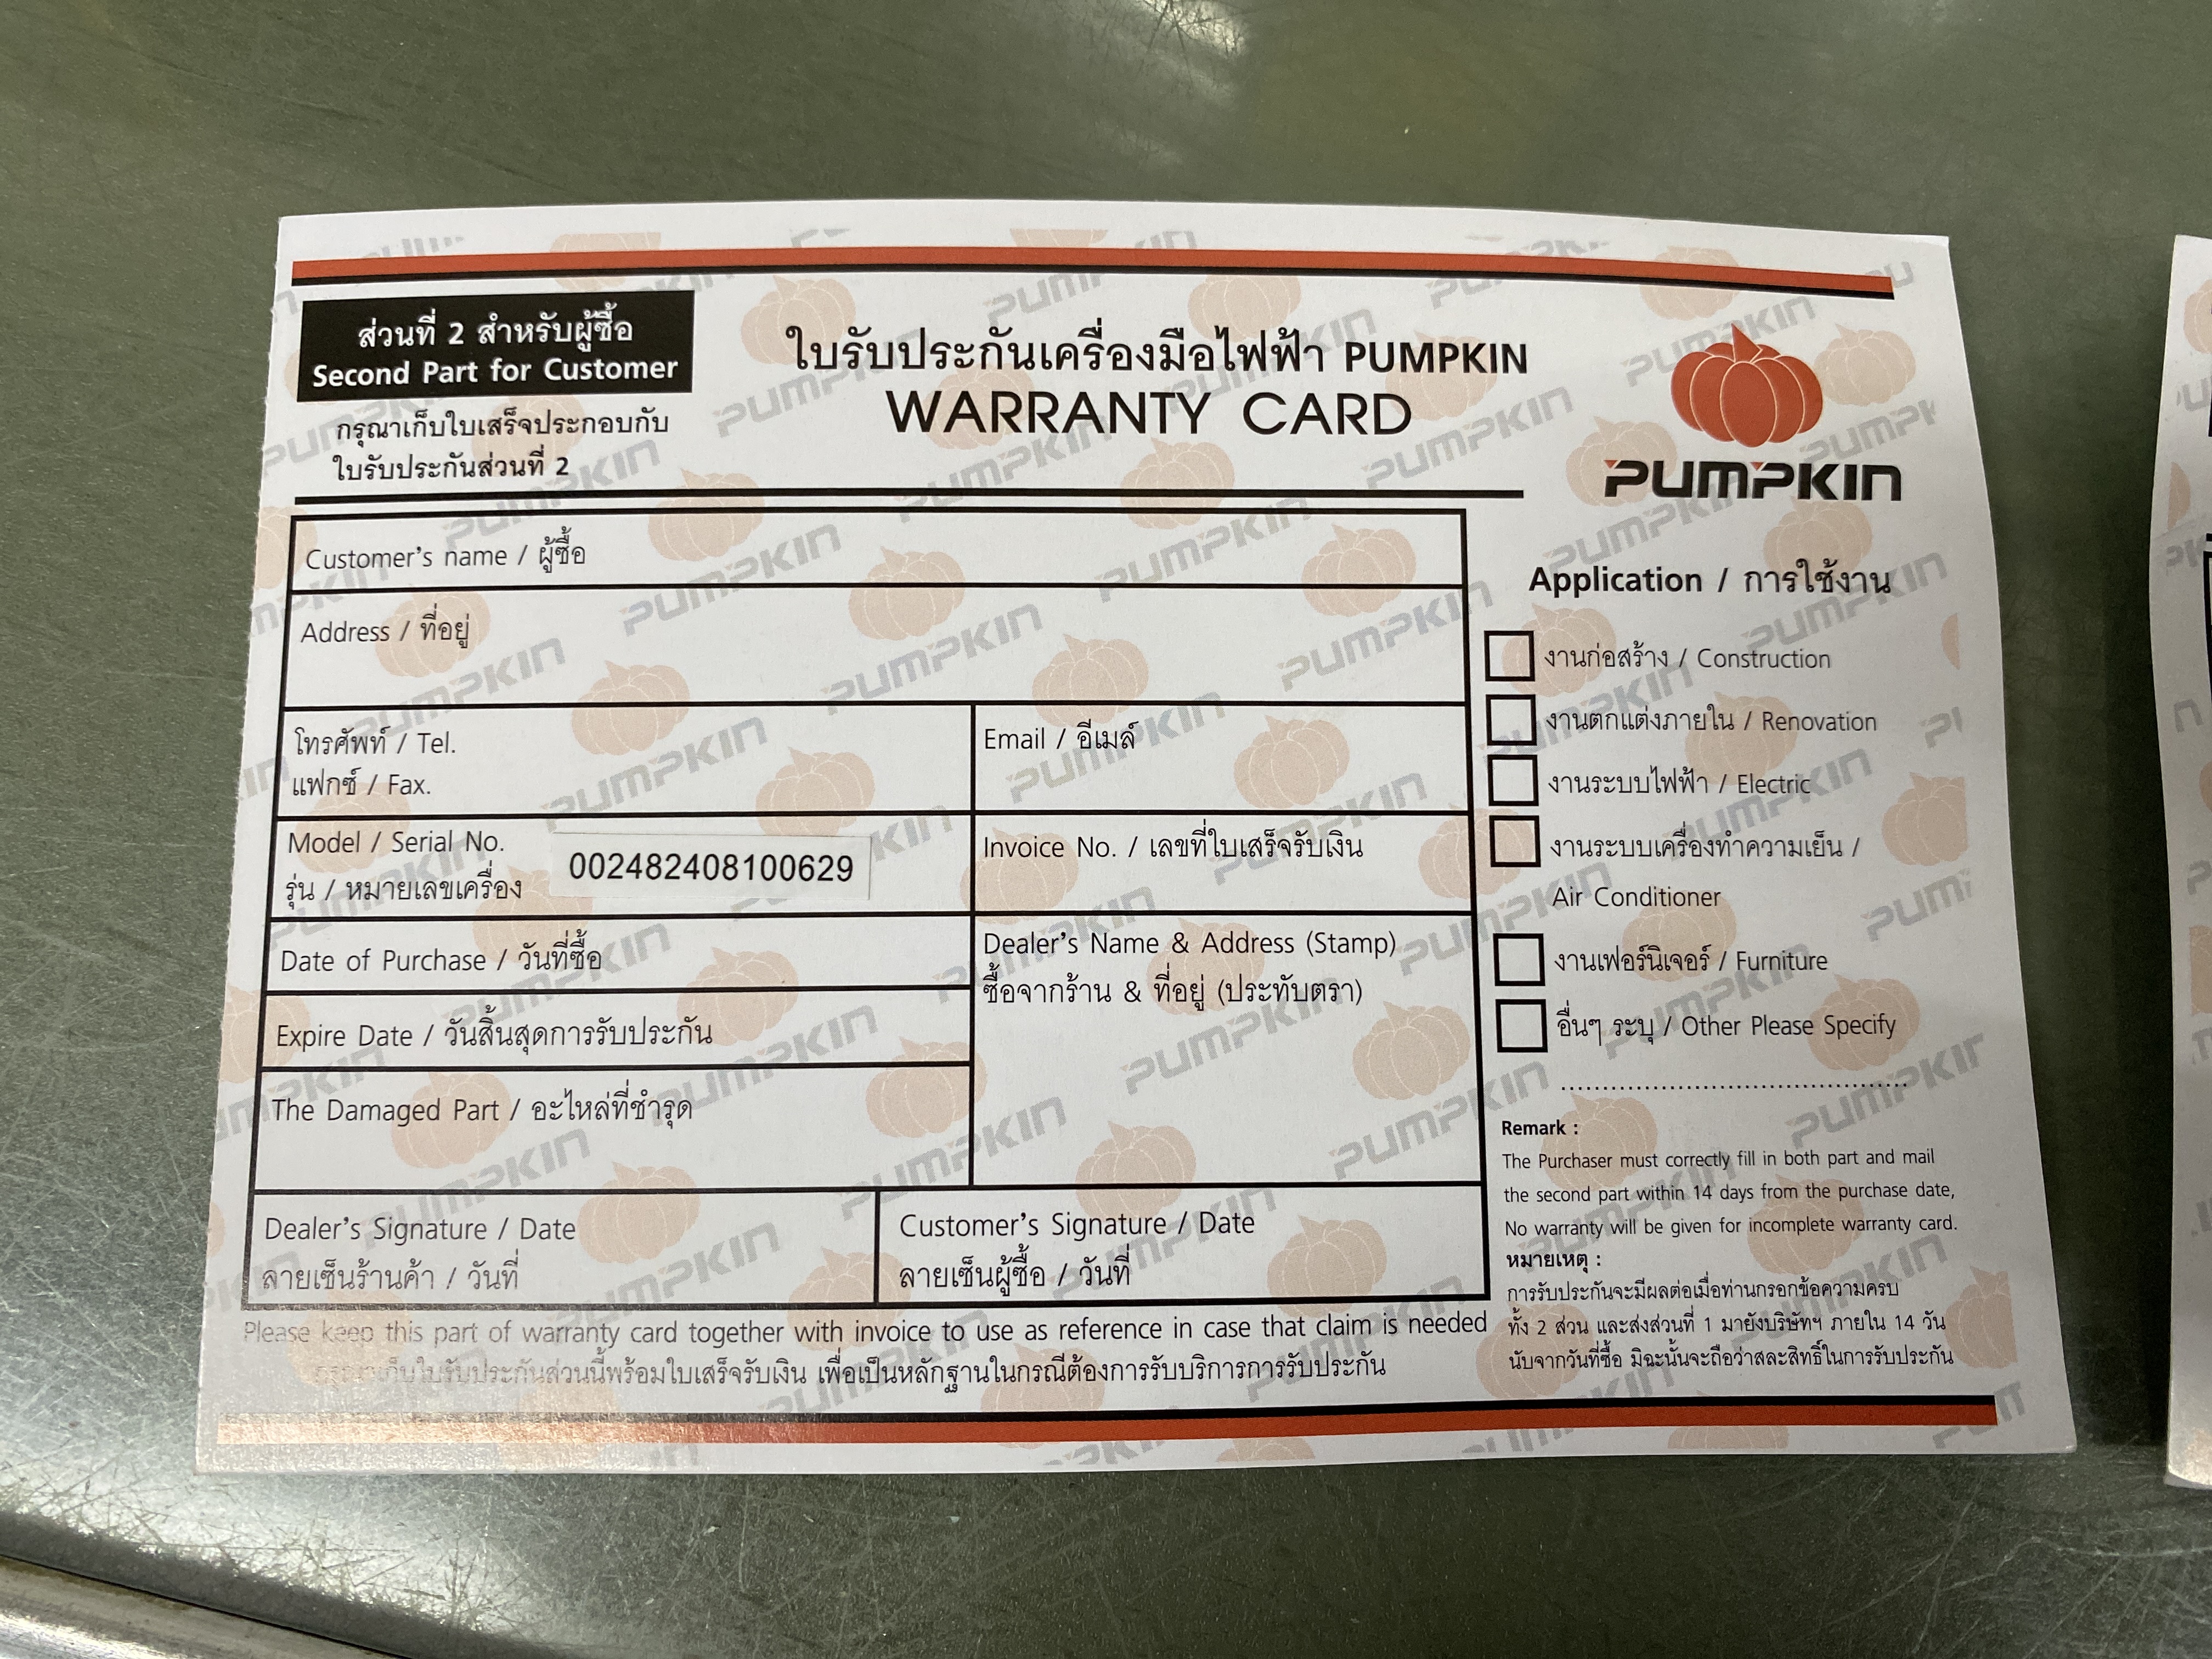 ส่วนที่ 2 สำหรับผู้ซื้อ
Second Part for Customer
กรุณาเก็บใบเสร็จประกอบกับ
ใบรับประกันส่วนที่ 2
ใบรับประกันเครื่องมือไฟฟ้า PUMPKIN
WARRANTY CARD
PUMPKIN
Customer's name / ผู้ซื้อ
Address / ที่อยู่
โทรศัพท์ / Tel.
แฟกซ์ / Fax.
Email / อีเมล์
Model / Serial No.
รุ่น / หมายเลขเครื่อง
002482408100629
Invoice No. / เลขที่ใบเสร็จรับเงิน
Date of Purchase / วันที่ซื้อ
Expire Date / วันสิ้นสุดการรับประกัน
The Damaged Part / อะไหล่ที่ชำรุด
Dealer's Name & Address (Stamp)
ซื้อจากร้าน & ที่อยู่ (ประทับตรา)
Dealer's Signature / Date
ลายเซ็นร้านค้า / วันที่
Customer's Signature / Date
ลายเซ็นผู้ซื้อ / วันที่
Please keep this part of warranty card together with invoice to use as reference in case that claim is needed
กรุณาเก็บใบรับประกันส่วนนี้พร้อมใบเสร็จรับเงิน เพื่อเป็นหลักฐานในกรณีต้องการรับบริการการรับประกัน
Application / การใช้งาน
งานก่อสร้าง / Construction
งานตกแต่งภายใน / Renovation
งานระบบไฟฟ้า / Electric
งานระบบเครื่องทำความเย็น /
Air Conditioner
งานเฟอร์นิเจอร์ / Furniture
อื่นๆ ระบุ / Other Please Specify
Remark :
The Purchaser must correctly fill in both part and mail
the second part within 14 days from the purchase date,
No warranty will be given for incomplete warranty card.
หมายเหตุ :
การรับประกันจะมีผลต่อเมื่อท่านกรอกข้อความครบ
ทั้ง 2 ส่วน และส่งส่วนที่ 1 มายังบริษัทฯ ภายใน 14 วัน
นับจากวันที่ซื้อ มิฉะนั้นจะถือว่าสละสิทธิ์ในการรับประกัน